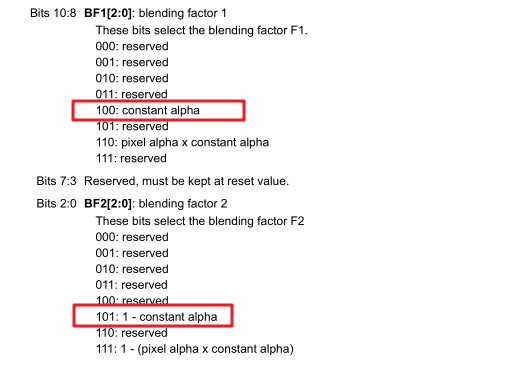 Bits 10:8 BF1[2:0]: blending factor 1
These bits select the blending factor F1.
000: reserved
001: reserved
010: reserved
011: reserved
100: constant alpha
101: reserved
110: pixel alpha x constant alpha
111: reserved
Bits 7:3 Reserved, must be kept at reset value.
Bits 2:0 BF2[2:0]: blending factor 2
These bits select the blending factor F2
000: reserved
001: reserved
010: reserved
011: reserved
100: reserved
101: 1 - constant alpha
110: reserved
111: 1 - (pixel alpha x constant alpha)